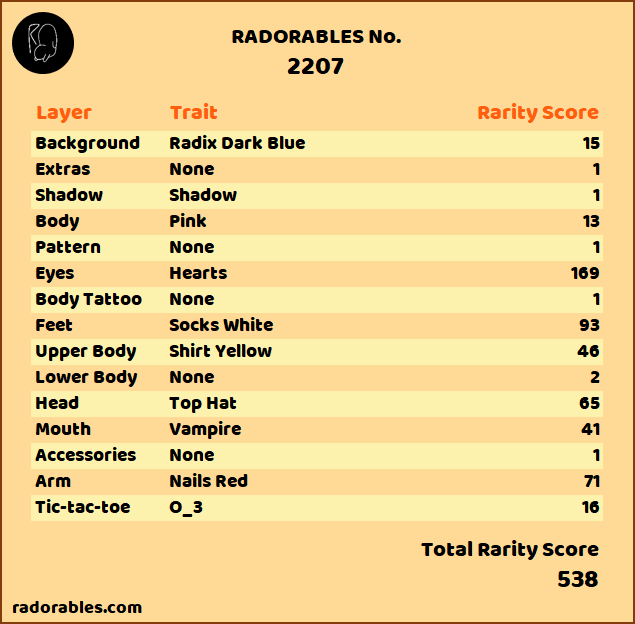 RADORABLES No.
2207
Layer Trait Rarity Score
Background Radix Dark Blue 15
Extras None 1
Shadow Shadow 1
Body Pink 13
Pattern None 1
Eyes Hearts 169
Body Tattoo None 1
Feet Socks White 93
Upper Body Shirt Yellow 46
Lower Body None 2
Head Top Hat 65
Mouth Vampire 41
Accessories None 1
Arm Nails Red 71
Tic-tac-toe O_3 16
Total Rarity Score
538
radorables.com